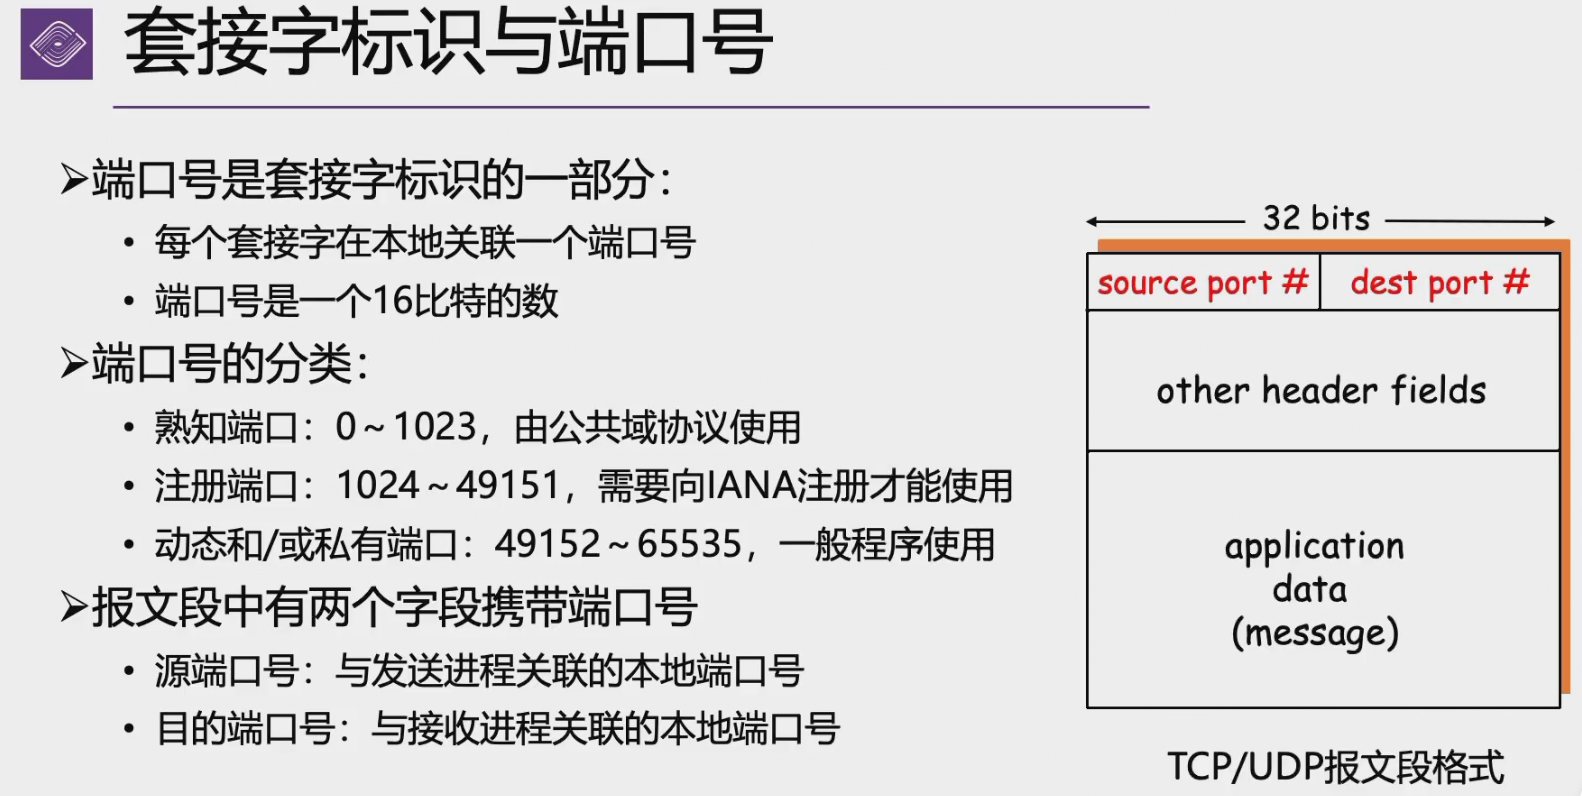 套接字标识与端口号
➢端口号是套接字标识的一部分：
• 每个套接字在本地关联一个端口号
• 端口号是一个16比特的数
➢端口号的分类：
• 熟知端口：0～1023，由公共域协议使用
• 注册端口：1024～49151，需要向IANA注册才能使用
• 动态和/或私有端口：49152～65535，一般程序使用
➢报文段中有两个字段携带端口号
• 源端口号：与发送进程关联的本地端口号
• 目的端口号：与接收进程关联的本地端口号
32 bits
source port #
dest port #
other header fields
application
data
(message)
TCP/UDP报文段格式